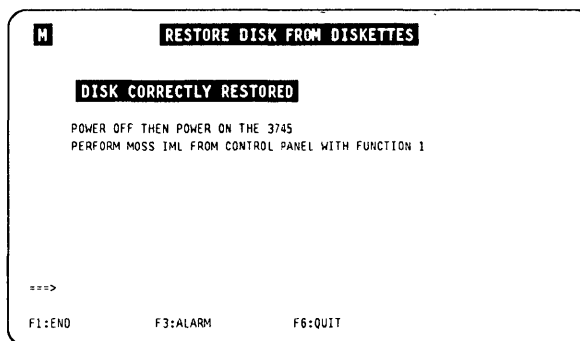 M RESTORE DISK FROM DISKETTES
DISK CORRECTLY RESTORED
POWER OFF THEN POWER ON THE 3745
PERFORM MOSS IML FROM CONTROL PANEL WITH FUNCTION 1
===>
F1:END F3:ALARM F6:QUIT